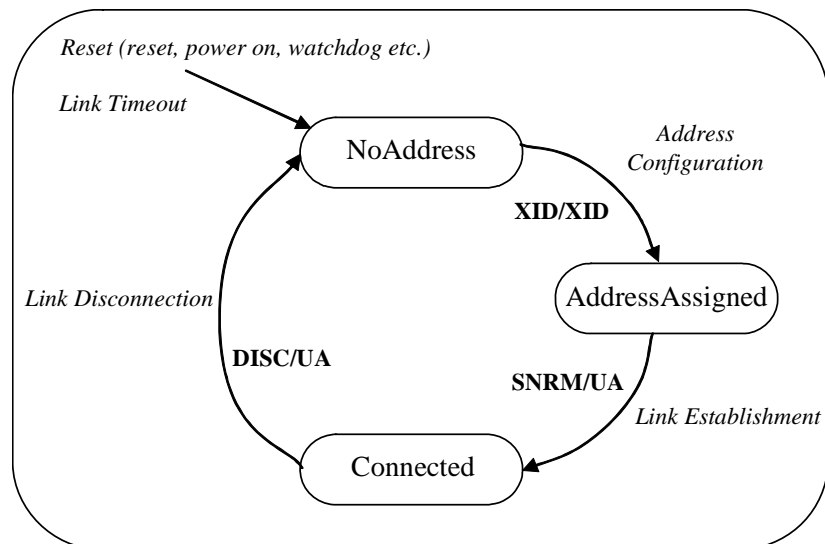 Reset (reset, power on, watchdog etc.)
Link Timeout
NoAddress
Address
Configuration
XID/XID
AddressAssigned
Link Disconnection
DISC/UA
SNRM/UA
Link Establishment
Connected